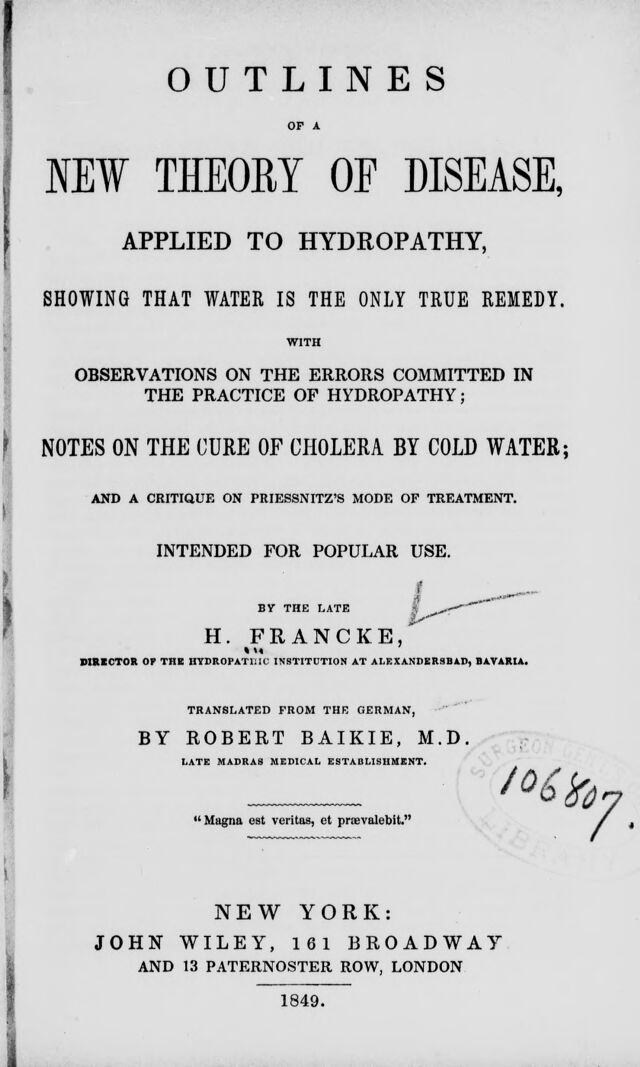 OUTLINES
OF A
NEW THEORY OF DISEASE,
APPLIED TO HYDROPATHY,
SHOWING THAT WATER IS THE ONLY TRUE REMEDY.
WITH
OBSERVATIONS ON THE ERRORS COMMITTED IN
THE PRACTICE OF HYDROPATHY;
NOTES ON THE CURE OF CHOLERA BY COLD WATER;
AND A CRITIQUE ON PRIESSNITZ'S MODE OF TREATMENT.
INTENDED FOR POPULAR USE.
BY THE LATE
H. FRANCKE,
DIRECTOR OF THE HYDROPATHIC INSTITUTION AT ALEXANDERSBAD, BAVARIA.
TRANSLATED FROM THE GERMAN,
BY ROBERT BAIKIE, M.D.
LATE MADRAS MEDICAL ESTABLISHMENT.
SURGEON GENL'S
106807.
LIBRARY
"Magna est veritas, et prævalebit."
NEW YORK:
JOHN WILEY, 161 BROADWAY
AND 13 PATERNOSTER ROW, LONDON
1849.